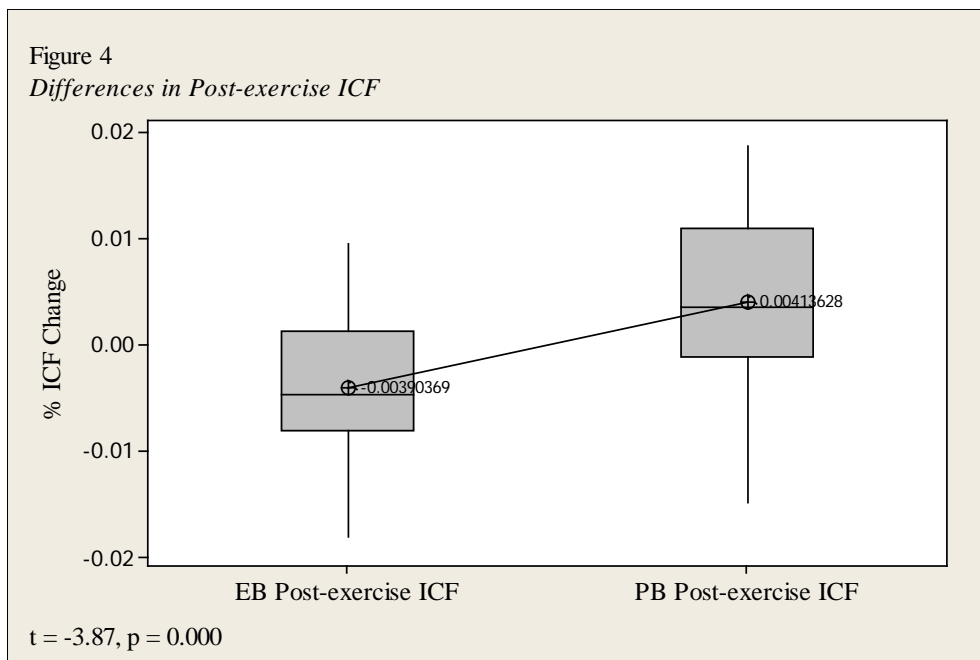 Figure 4
Differences in Post-exercise ICF
0.02
0.01
0.00
-0.01
-0.02
% ICF Change
-0.00390369
0.00413628
EB Post-exercise ICF
PB Post-exercise ICF
t = -3.87, p = 0.000